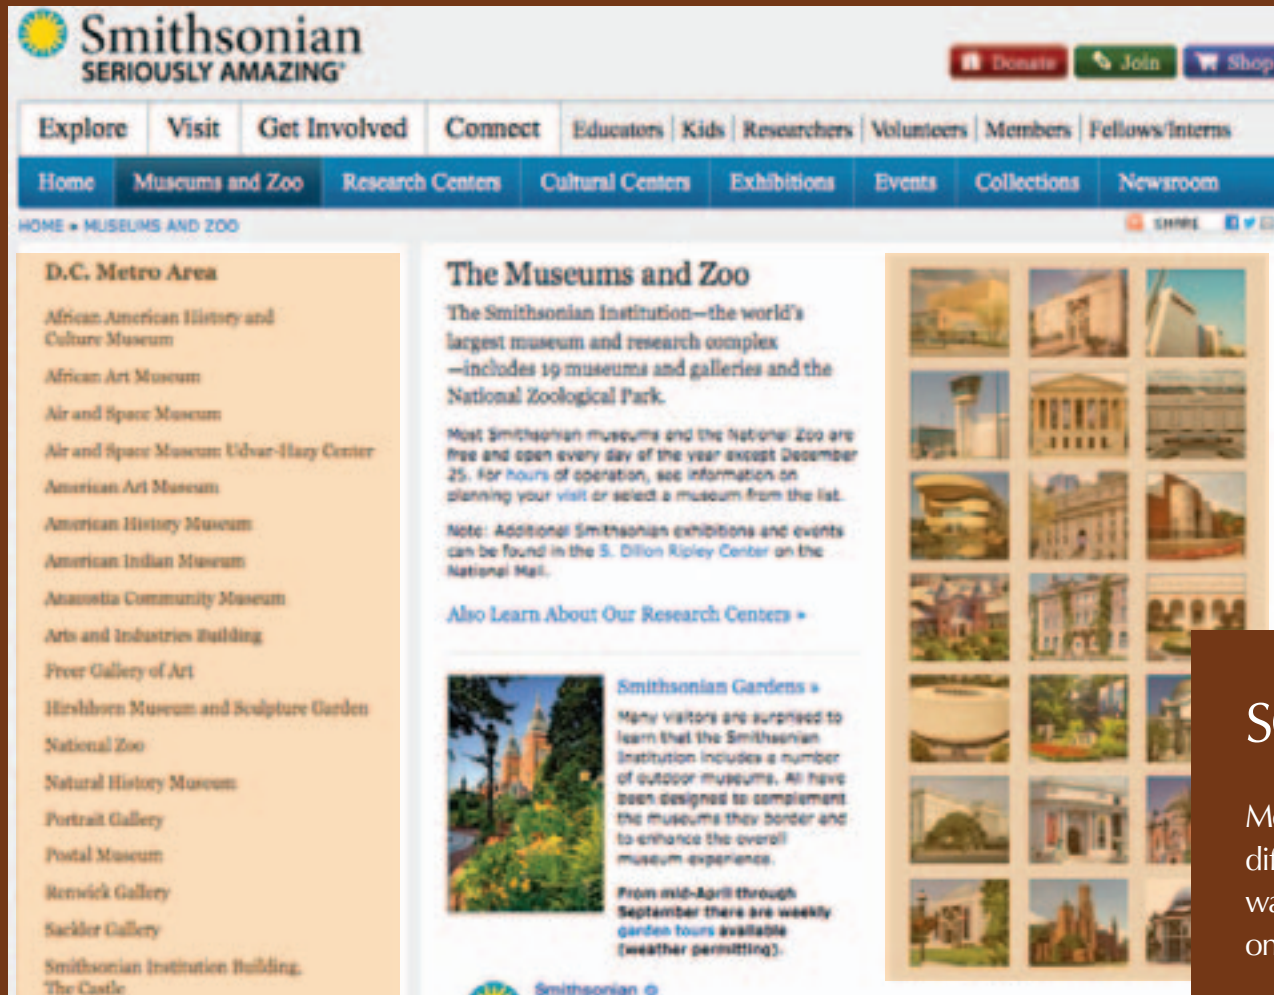 Smithsonian
SERIOUSLY AMAZING
Donate
Join
Shop
Explore
Visit
Get Involved
Connect
Educators
Kids
Researchers
Volunteers
Members
Fellows/Interns
Home
Museums and Zoo
Research Centers
Cultural Centers
Exhibitions
Events
Collections
Newsroom
HOME » MUSEUMS AND ZOO
SHARE
D.C. Metro Area
African American History and
Culture Museum
African Art Museum
Air and Space Museum
Air and Space Museum Udvar-Hazy Center
American Art Museum
American History Museum
American Indian Museum
Anacostia Community Museum
Arts and Industries Building
Freer Gallery of Art
Hirshhorn Museum and Sculpture Garden
National Zoo
Natural History Museum
Portrait Gallery
Postal Museum
Renwick Gallery
Sackler Gallery
Smithsonian Institution Building,
The Castle
The Museums and Zoo
The Smithsonian Institution—the world's
largest museum and research complex
—includes 19 museums and galleries and the
National Zoological Park.
Most Smithsonian museums and the National Zoo are
free and open every day of the year except December
25. For hours of operation, see information on
planning your visit or select a museum from the list.
Note: Additional Smithsonian exhibitions and events
can be found in the S. Dillon Ripley Center on the
National Mall.
Also Learn About Our Research Centers »
Smithsonian Gardens »
Many visitors are surprised to
learn that the Smithsonian
Institution includes a number
of outdoor museums. All have
been designed to complement
the museums they border and
to enhance the overall
museum experience.
From mid-April through
September there are weekly
garden tours available
(weather permitting).
Smithsonian